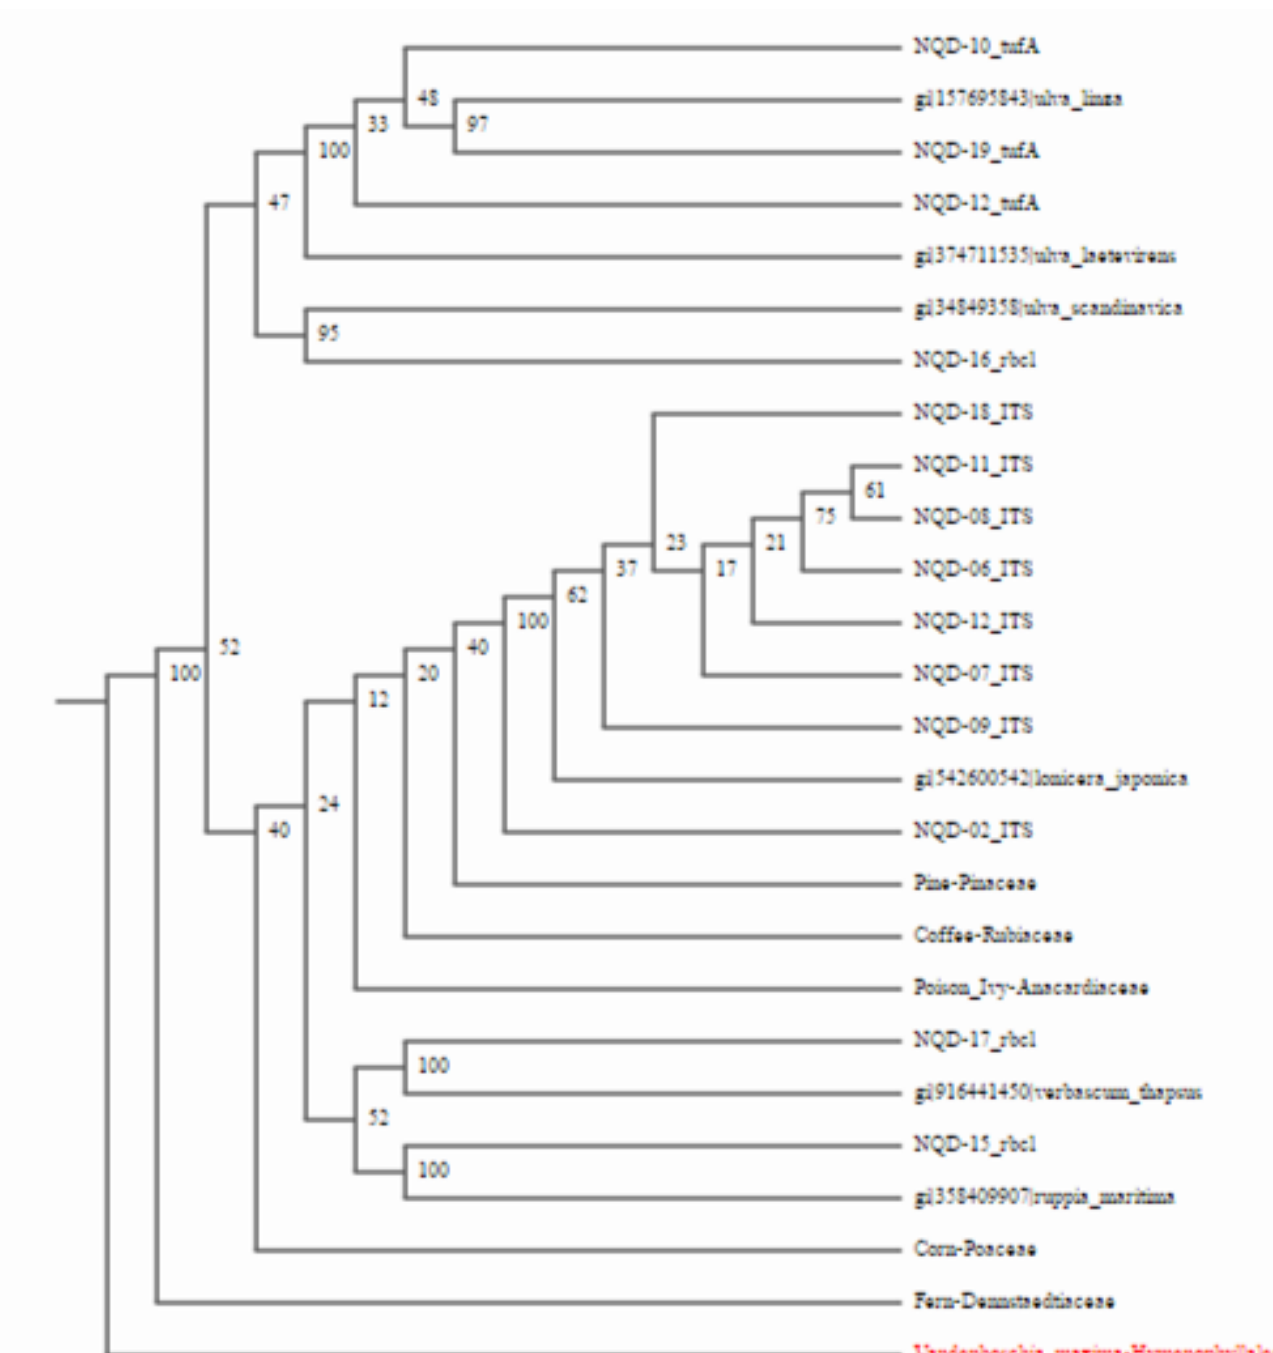 NQD-10_tufA
48
gi|157695843|ulva_linza
33
97
100
NQD-19_tufA
47
NQD-12_tufA
gi|374711535|ulva_laetevirens
gi|34849358|ulva_scandinavica
95
NQD-16_rbcl
NQD-18_ITS
NQD-11_ITS
61
75
NQD-08_ITS
23
21
37
17
NQD-06_ITS
62
100
NQD-12_ITS
52
40
100
20
NQD-07_ITS
12
NQD-09_ITS
gi|542600542|lonicera_japonica
24
40
NQD-02_ITS
Pine-Pinaceae
Coffee-Rubiaceae
Poison_Ivy-Anacardiaceae
NQD-17_rbcl
100
gi|916441450|verbascum_thapsus
52
NQD-15_rbcl
100
gi|358409907|ruppia_maritima
Corn-Poaceae
Fern-Dennstaedtiaceae